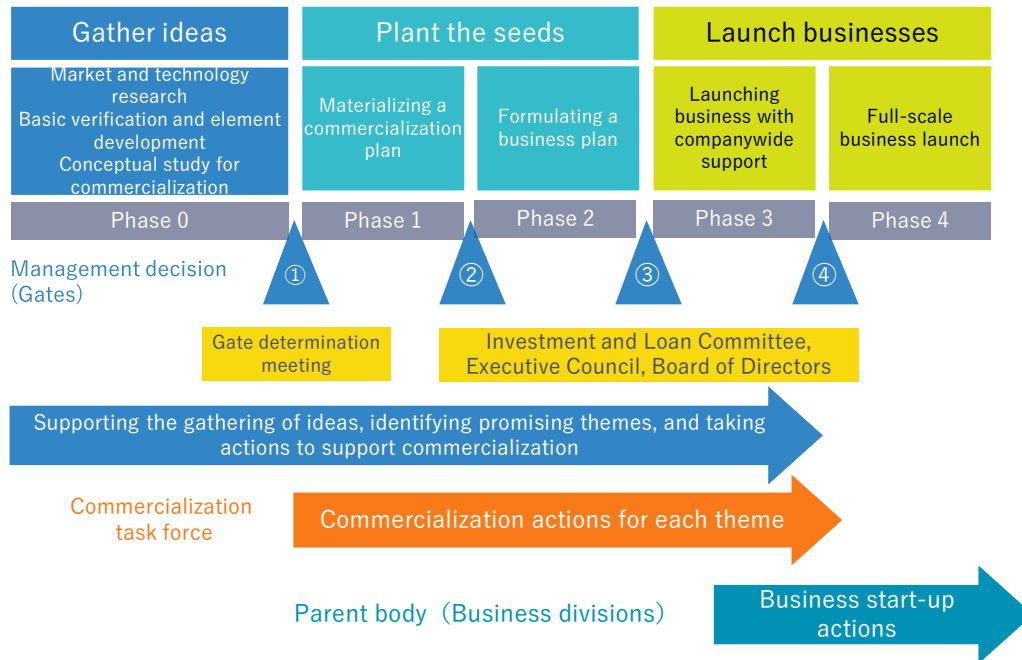 Gather ideas
Plant the seeds
Launch businesses
Market and technology
research
Basic verification and element
development
Conceptual study for
commercialization
Materializing a
commercialization
plan
Formulating a
business plan
Launching
business with
companywide
support
Full-scale
business launch
Phase 0
Phase 1
Phase 2
Phase 3
Phase 4
Management decision
(Gates)
①
②
③
④
Gate determination
meeting
Investment and Loan Committee,
Executive Council, Board of Directors
Supporting the gathering of ideas, identifying promising themes, and taking
actions to support commercialization
Commercialization
task force
Commercialization actions for each theme
Parent body（Business divisions）
Business start-up
actions